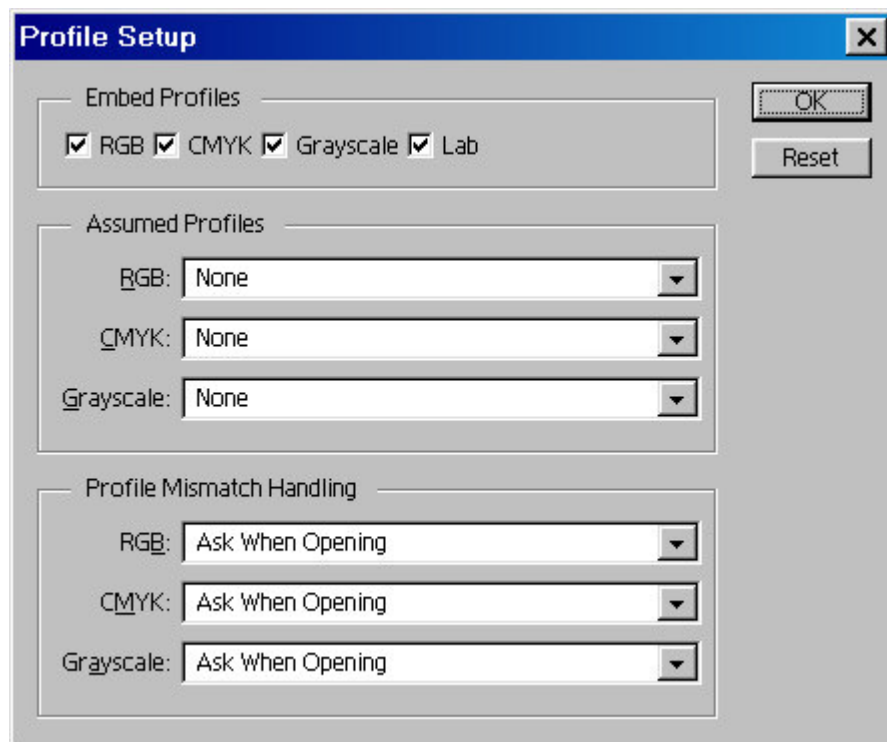 Profile Setup
Embed Profiles
OK
RGB CMYK Grayscale Lab
Reset
Assumed Profiles
RGB: None
CMYK: None
Grayscale: None
Profile Mismatch Handling
RGB: Ask When Opening
CMYK: Ask When Opening
Grayscale: Ask When Opening